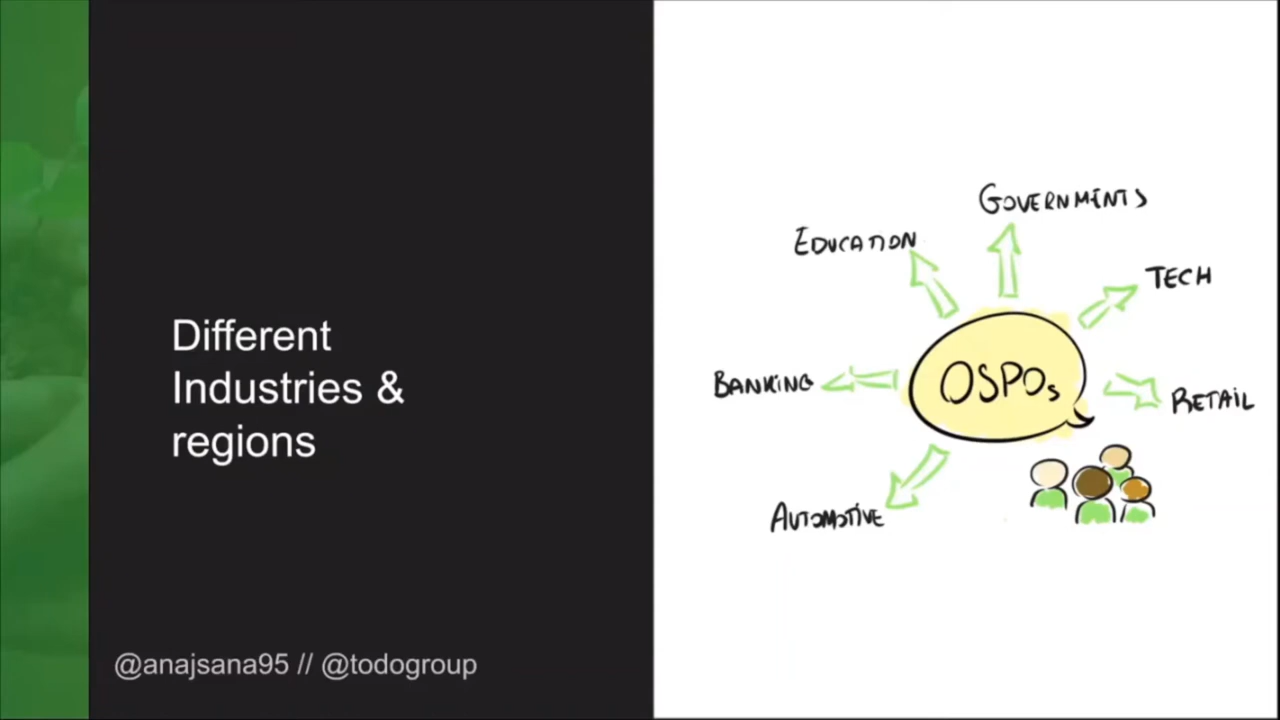 Different
Industries &
regions
@anajsana95 // @todogroup
GOVERNMENTS
EDUCATION
TECH
BANKING
OSPOs
RETAIL
AUTOMOTIVE